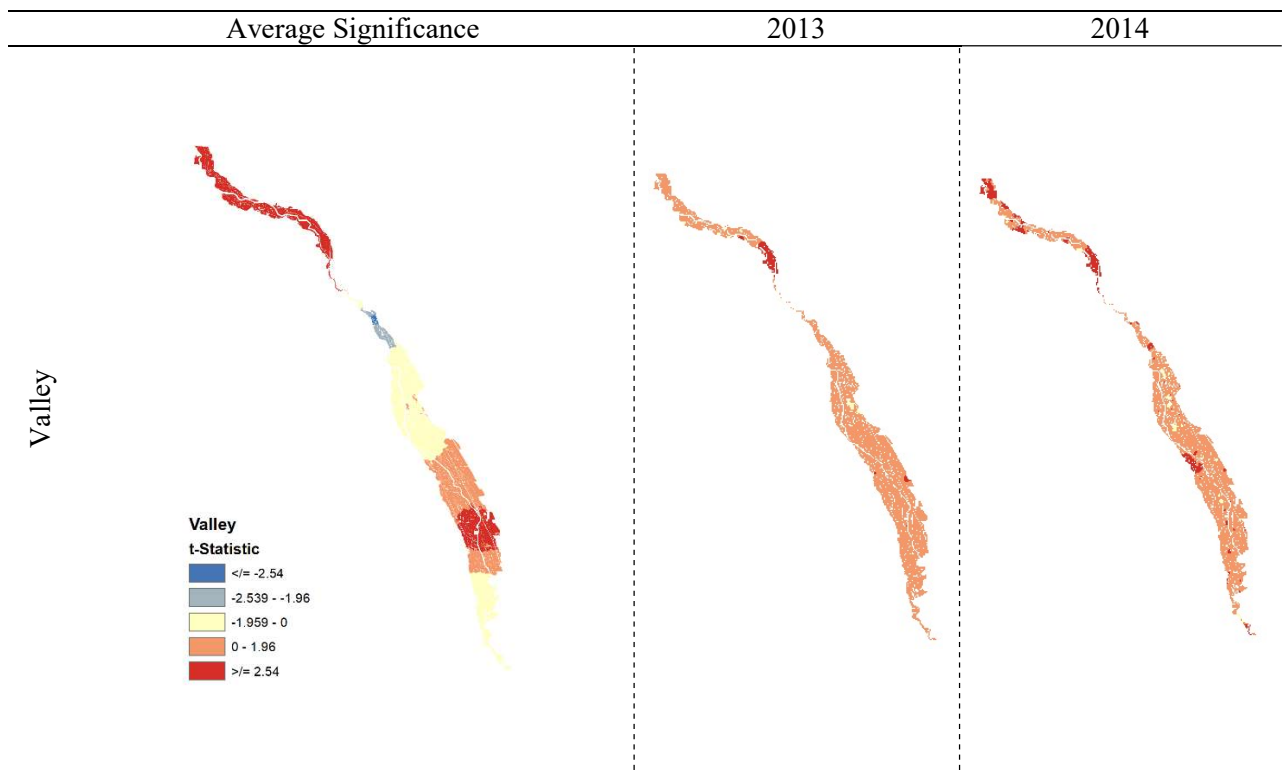 Average Significance
2013
2014
Valley
Valley
t-Statistic
</= -2.54
-2.539 - -1.96
-1.959 - 0
0 - 1.96
>/= 2.54